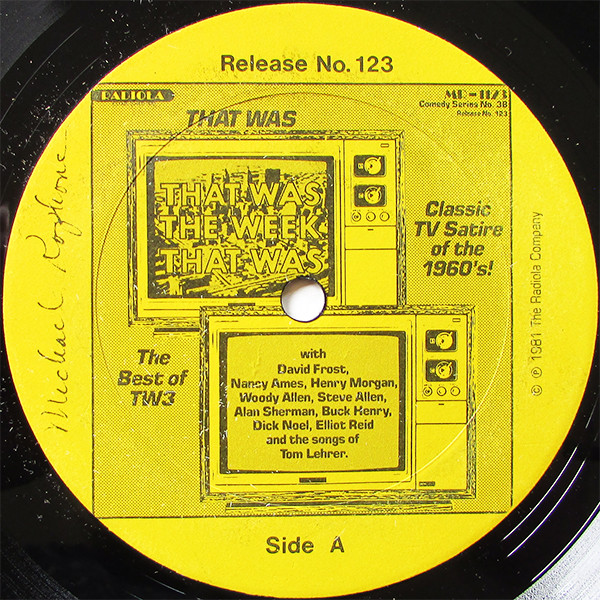 Release No. 123
RADIOLA
MR-1123
Comedy Series No. 38
Release No. 123
THAT WAS
THAT WAS
THE WEEK
THAT WAS
Classic
TV Satire
of the
1960's!
The
Best of
TW3
with
David Frost,
Nancy Ames, Henry Morgan,
Woody Allen, Steve Allen,
Alan Sherman, Buck Henry,
Dick Noel, Elliot Reid
and the songs of
Tom Lehrer.
© ℗ 1981 The Radiola Company
Michael
Side A